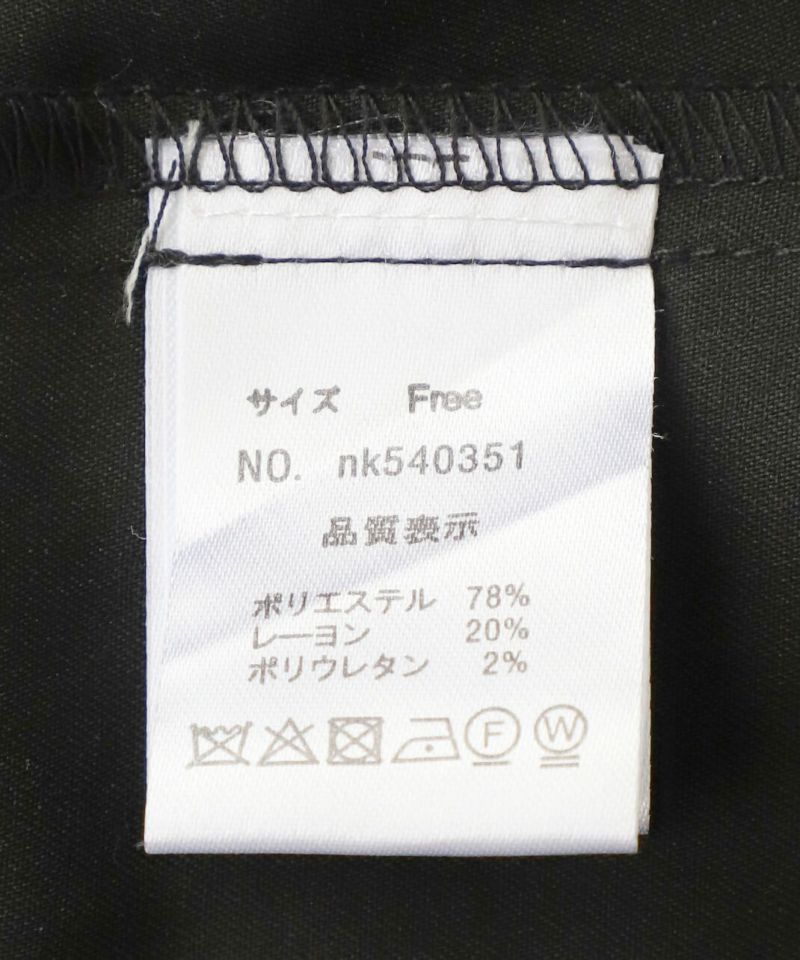 サイズ Free
NO. nk540351
品質表示
ポリエステル 78%
レーヨン 20%
ポリウレタン 2%
F W